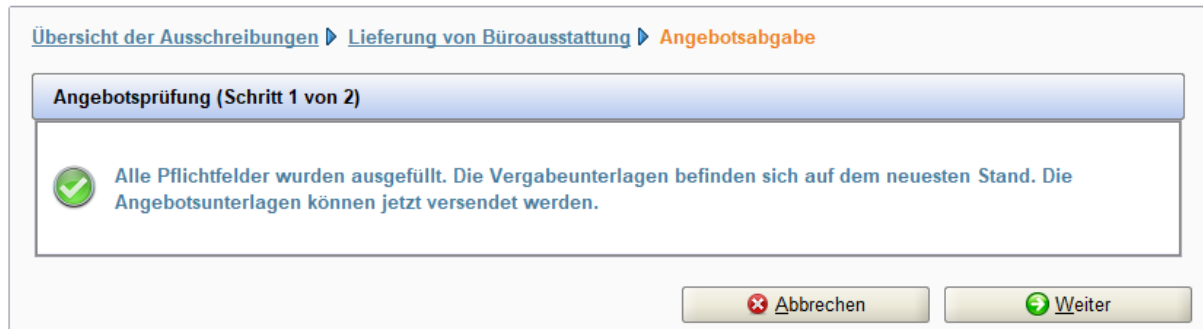 Übersicht der Ausschreibungen Lieferung von Büroausstattung Angebotsabgabe
Angebotsprüfung (Schritt 1 von 2)
Alle Pflichtfelder wurden ausgefüllt. Die Vergabeunterlagen befinden sich auf dem neuesten Stand. Die
Angebotsunterlagen können jetzt versendet werden.
Abbrechen Weiter